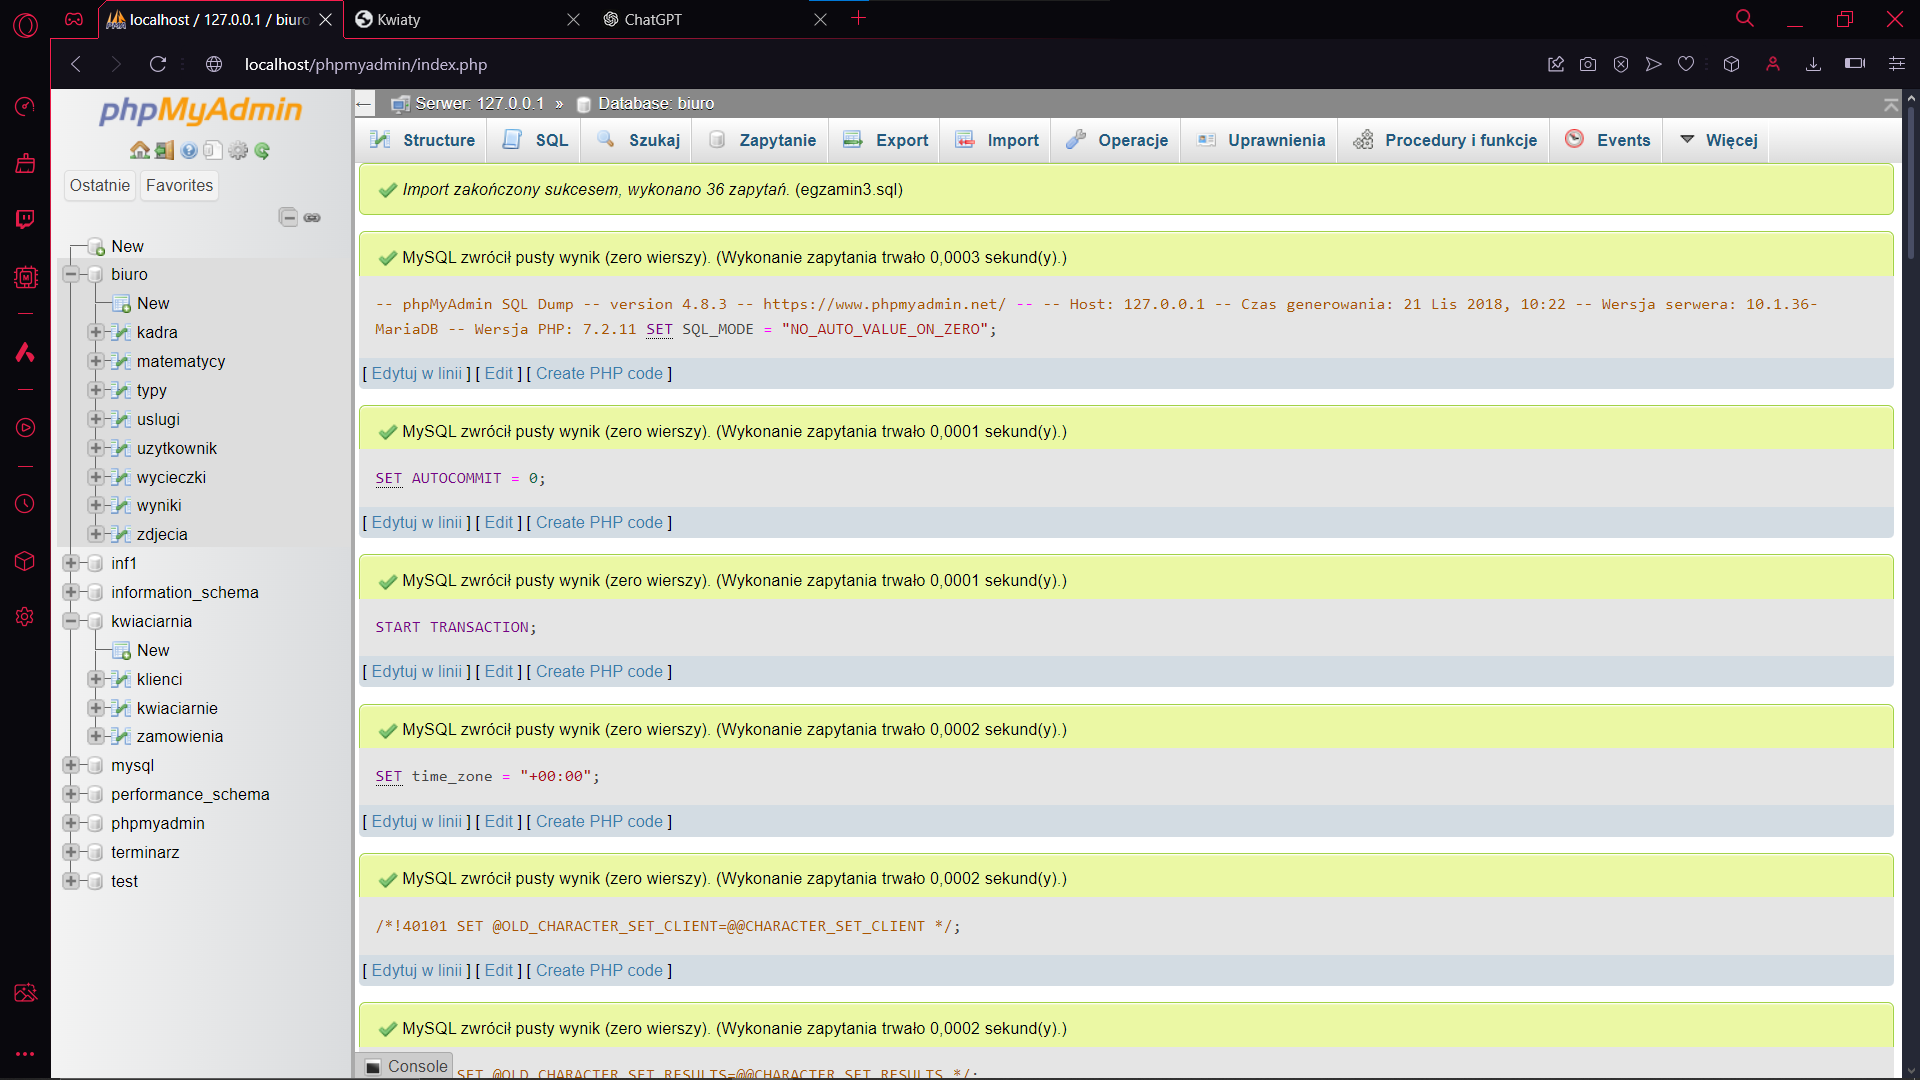 localhost / 127.0.0.1 / biuro
Kwiaty
ChatGPT
localhost/phpmyadmin/index.php
phpMyAdmin
Ostatnie
Favorites
New
biuro
New
kadra
matematycy
typy
uslugi
uzytkownik
wycieczki
wyniki
zdjecia
inf1
information_schema
kwiaciarnia
New
klienci
kwiaciarnie
zamowienia
mysql
performance_schema
phpmyadmin
terminarz
test
Serwer: 127.0.0.1 » Database: biuro
Structure SQL Szukaj Zapytanie Export Import Operacje Uprawnienia Procedury i funkcje Events Więcej
Import zakończony sukcesem, wykonano 36 zapytań. (egzamin3.sql)
MySQL zwrócił pusty wynik (zero wierszy). (Wykonanie zapytania trwało 0,0003 sekund(y).)
-- phpMyAdmin SQL Dump -- version 4.8.3 -- https://www.phpmyadmin.net/ -- -- Host: 127.0.0.1 -- Czas generowania: 21 Lis 2018, 10:22 -- Wersja serwera: 10.1.36-
MariaDB -- Wersja PHP: 7.2.11 SET SQL_MODE = "NO_AUTO_VALUE_ON_ZERO";
[ Edytuj w linii ] [ Edit ] [ Create PHP code ]
MySQL zwrócił pusty wynik (zero wierszy). (Wykonanie zapytania trwało 0,0001 sekund(y).)
SET AUTOCOMMIT = 0;
[ Edytuj w linii ] [ Edit ] [ Create PHP code ]
MySQL zwrócił pusty wynik (zero wierszy). (Wykonanie zapytania trwało 0,0001 sekund(y).)
START TRANSACTION;
[ Edytuj w linii ] [ Edit ] [ Create PHP code ]
MySQL zwrócił pusty wynik (zero wierszy). (Wykonanie zapytania trwało 0,0002 sekund(y).)
SET time_zone = "+00:00";
[ Edytuj w linii ] [ Edit ] [ Create PHP code ]
MySQL zwrócił pusty wynik (zero wierszy). (Wykonanie zapytania trwało 0,0002 sekund(y).)
/*!40101 SET @OLD_CHARACTER_SET_CLIENT=@@CHARACTER_SET_CLIENT */;
[ Edytuj w linii ] [ Edit ] [ Create PHP code ]
MySQL zwrócił pusty wynik (zero wierszy). (Wykonanie zapytania trwało 0,0002 sekund(y).)
Console
SET @OLD_CHARACTER_SET_RESULTS=@@CHARACTER_SET_RESULTS */;